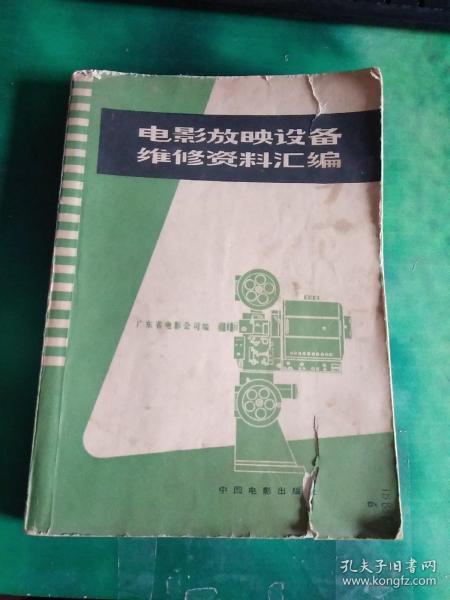 电影放映设备
维修资料汇编
广东省电影公司编
中国电影出版社
孔夫子旧书网
www.kongfz.com